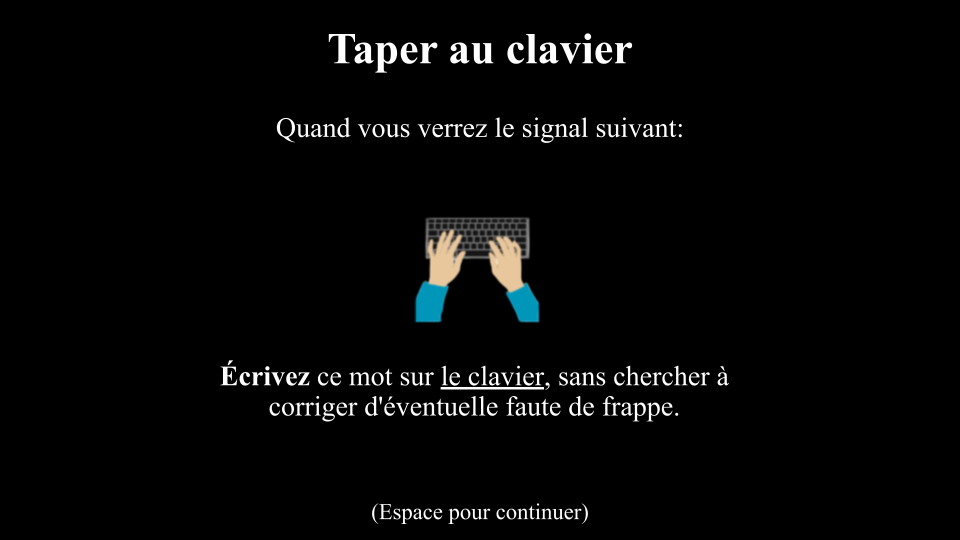 Taper au clavier
Quand vous verrez le signal suivant:
Écrivez ce mot sur le clavier, sans chercher à
corriger d'éventuelle faute de frappe.
(Espace pour continuer)